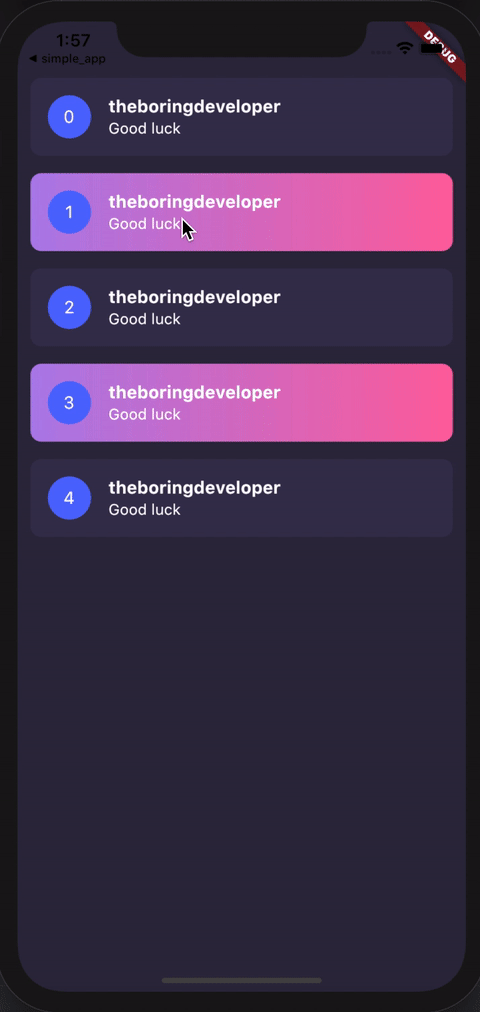 1:57
◀ simple_app
DEBUG
0
theboringdeveloper
Good luck
1
theboringdeveloper
Good luck
2
theboringdeveloper
Good luck
3
theboringdeveloper
Good luck
4
theboringdeveloper
Good luck